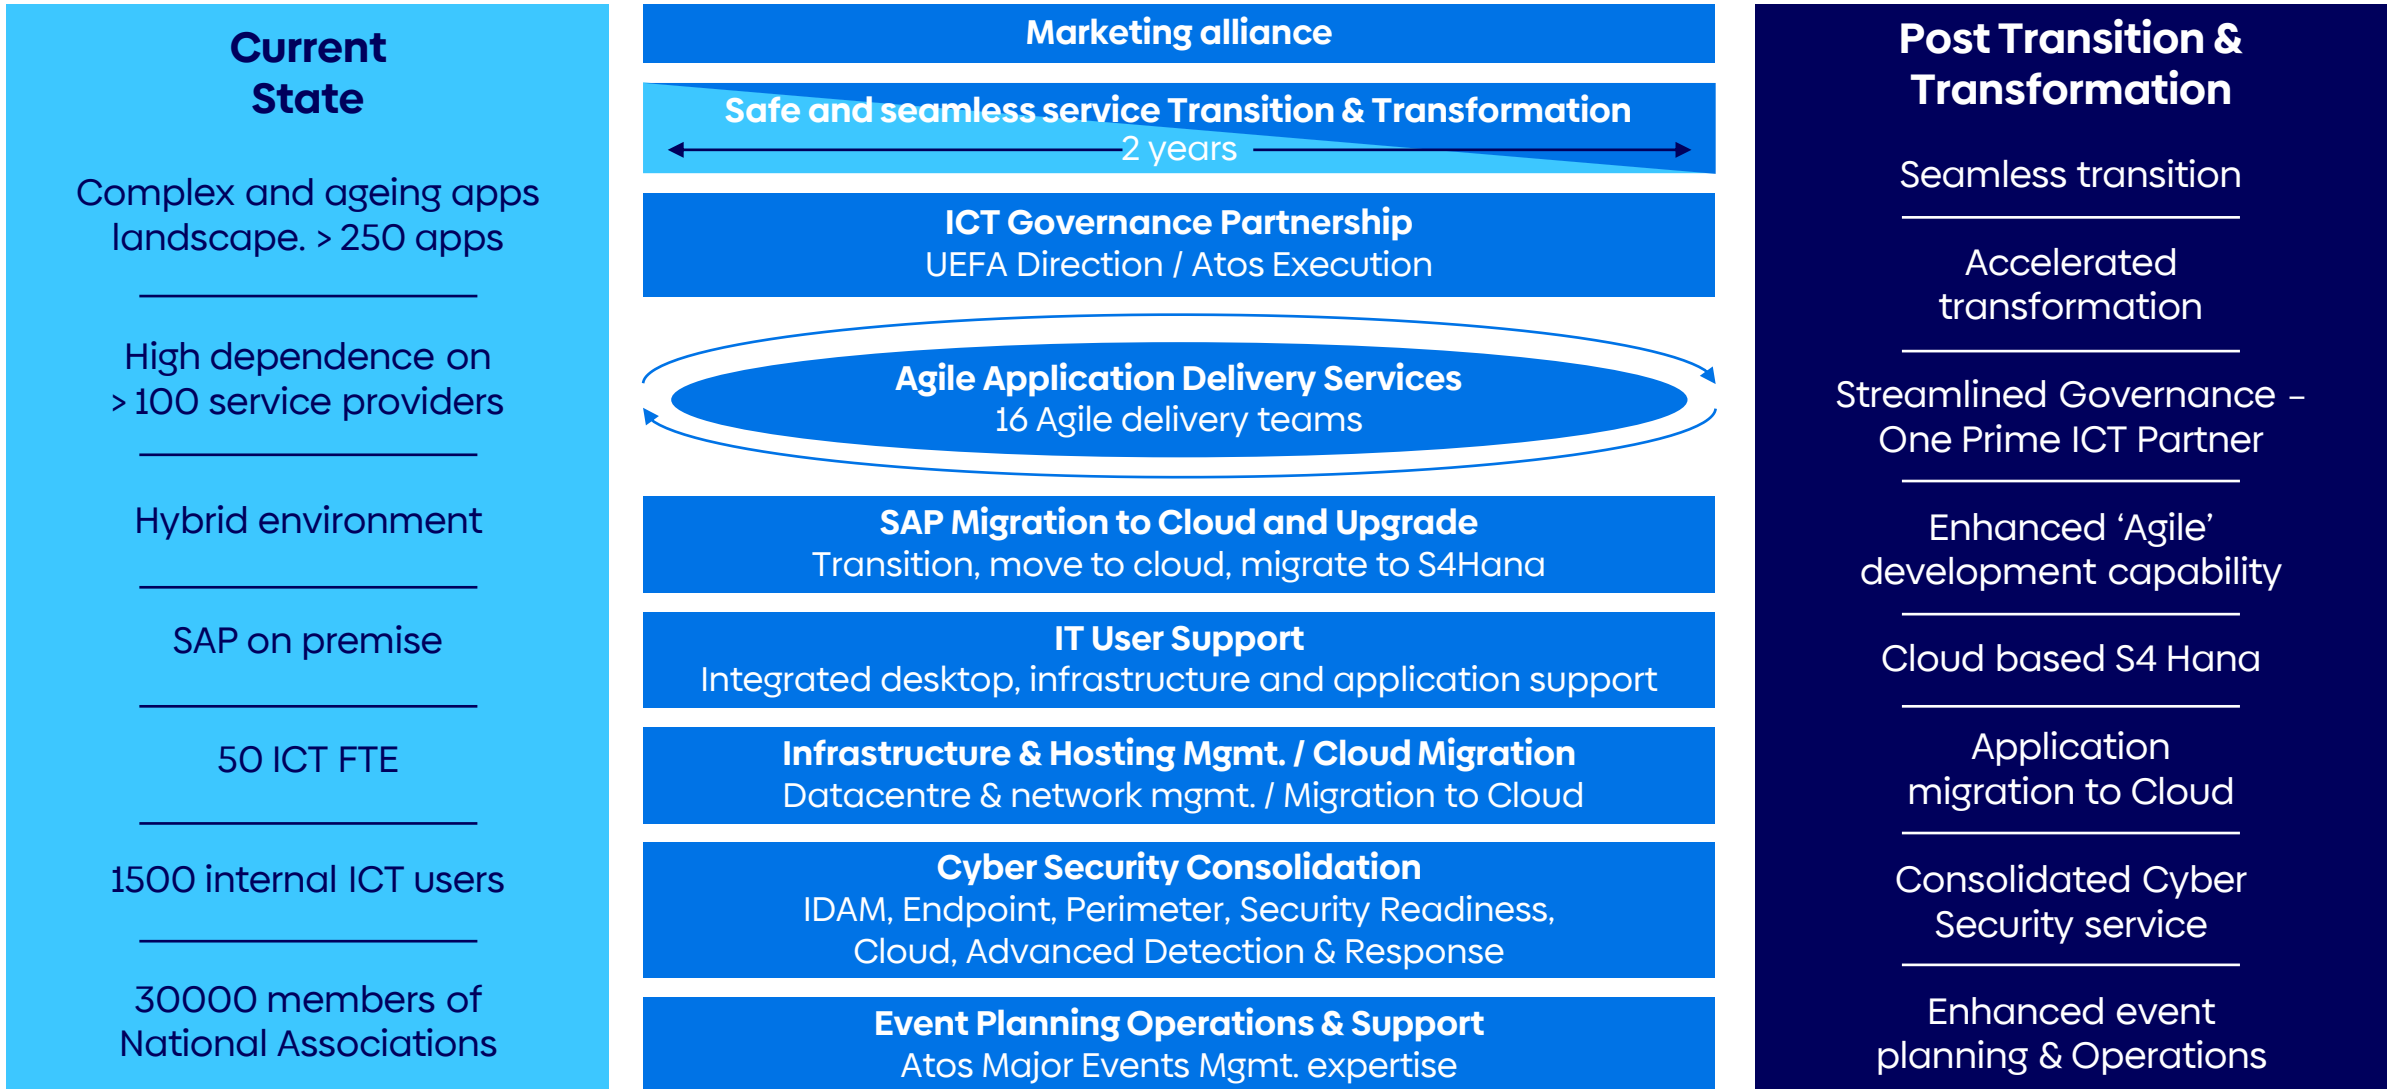 Current
State
Complex and ageing apps
landscape. > 250 apps
High dependence on
> 100 service providers
Hybrid environment
SAP on premise
50 ICT FTE
1500 internal ICT users
30000 members of
National Associations
Marketing alliance
Safe and seamless service Transition & Transformation
2 years
ICT Governance Partnership
UEFA Direction / Atos Execution
Agile Application Delivery Services
16 Agile delivery teams
SAP Migration to Cloud and Upgrade
Transition, move to cloud, migrate to S4Hana
IT User Support
Integrated desktop, infrastructure and application support
Infrastructure & Hosting Mgmt. / Cloud Migration
Datacentre & network mgmt. / Migration to Cloud
Cyber Security Consolidation
IDAM, Endpoint, Perimeter, Security Readiness,
Cloud, Advanced Detection & Response
Event Planning Operations & Support
Atos Major Events Mgmt. expertise
Post Transition &
Transformation
Seamless transition
Accelerated
transformation
Streamlined Governance –
One Prime ICT Partner
Enhanced ‘Agile’
development capability
Cloud based S4 Hana
Application
migration to Cloud
Consolidated Cyber
Security service
Enhanced event
planning & Operations